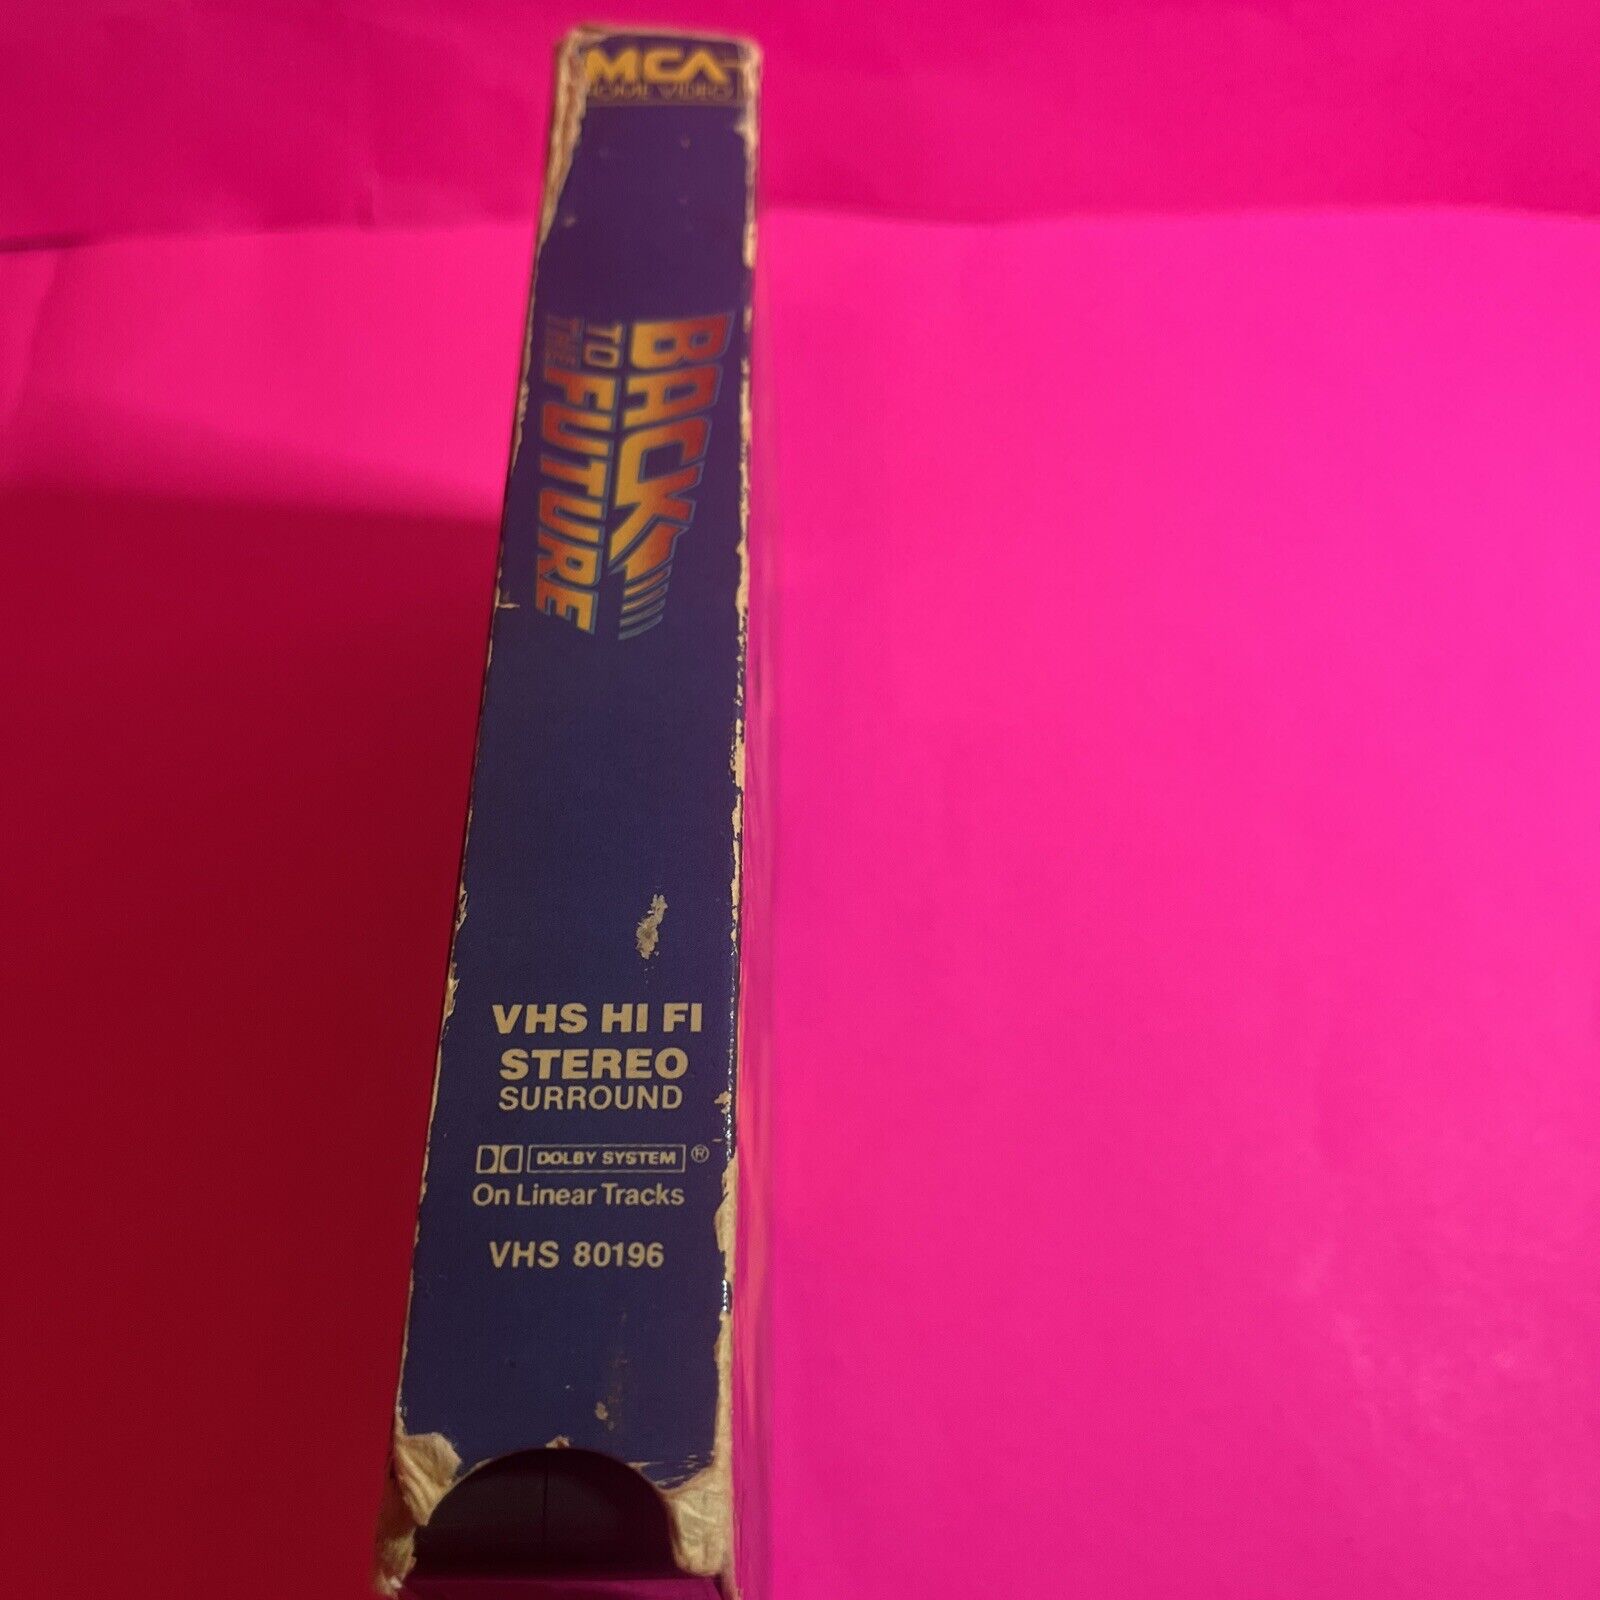 MCA
HOME VIDEO
BACK
TO
THE FUTURE
VHS HI FI
STEREO
SURROUND
DOLBY SYSTEM ®
On Linear Tracks
VHS 80196